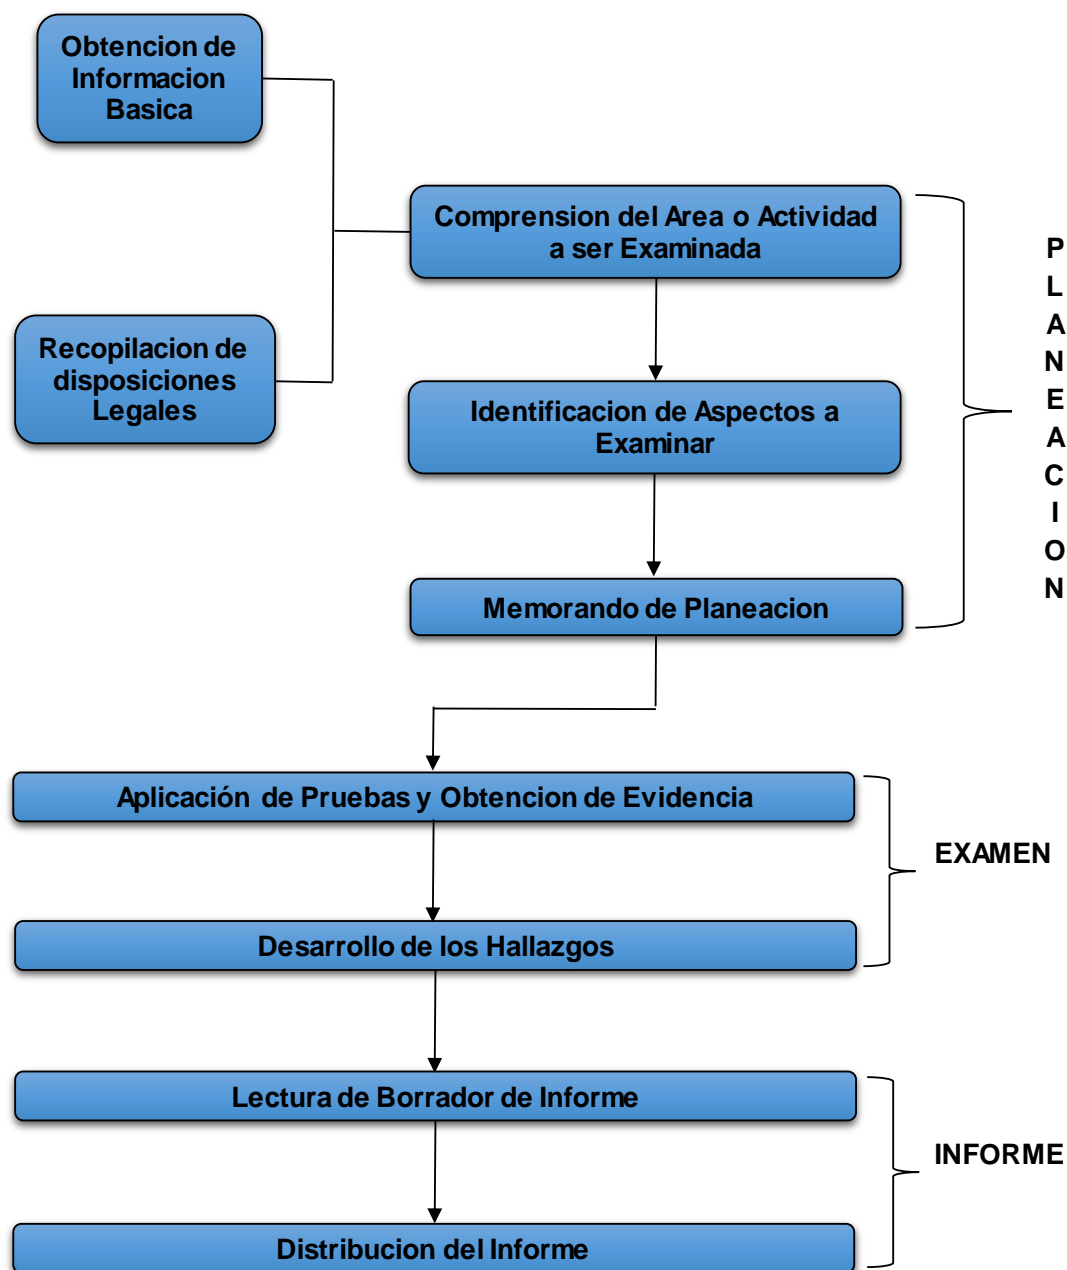 Obtencion de
Informacion
Basica
Comprension del Area o Actividad
a ser Examinada
Recopilacion de
disposiciones
Legales
Identificacion de Aspectos a
Examinar
Memorando de Planeacion
P
L
A
N
E
A
C
I
O
N
Aplicación de Pruebas y Obtencion de Evidencia
EXAMEN
Desarrollo de los Hallazgos
Lectura de Borrador de Informe
INFORME
Distribucion del Informe